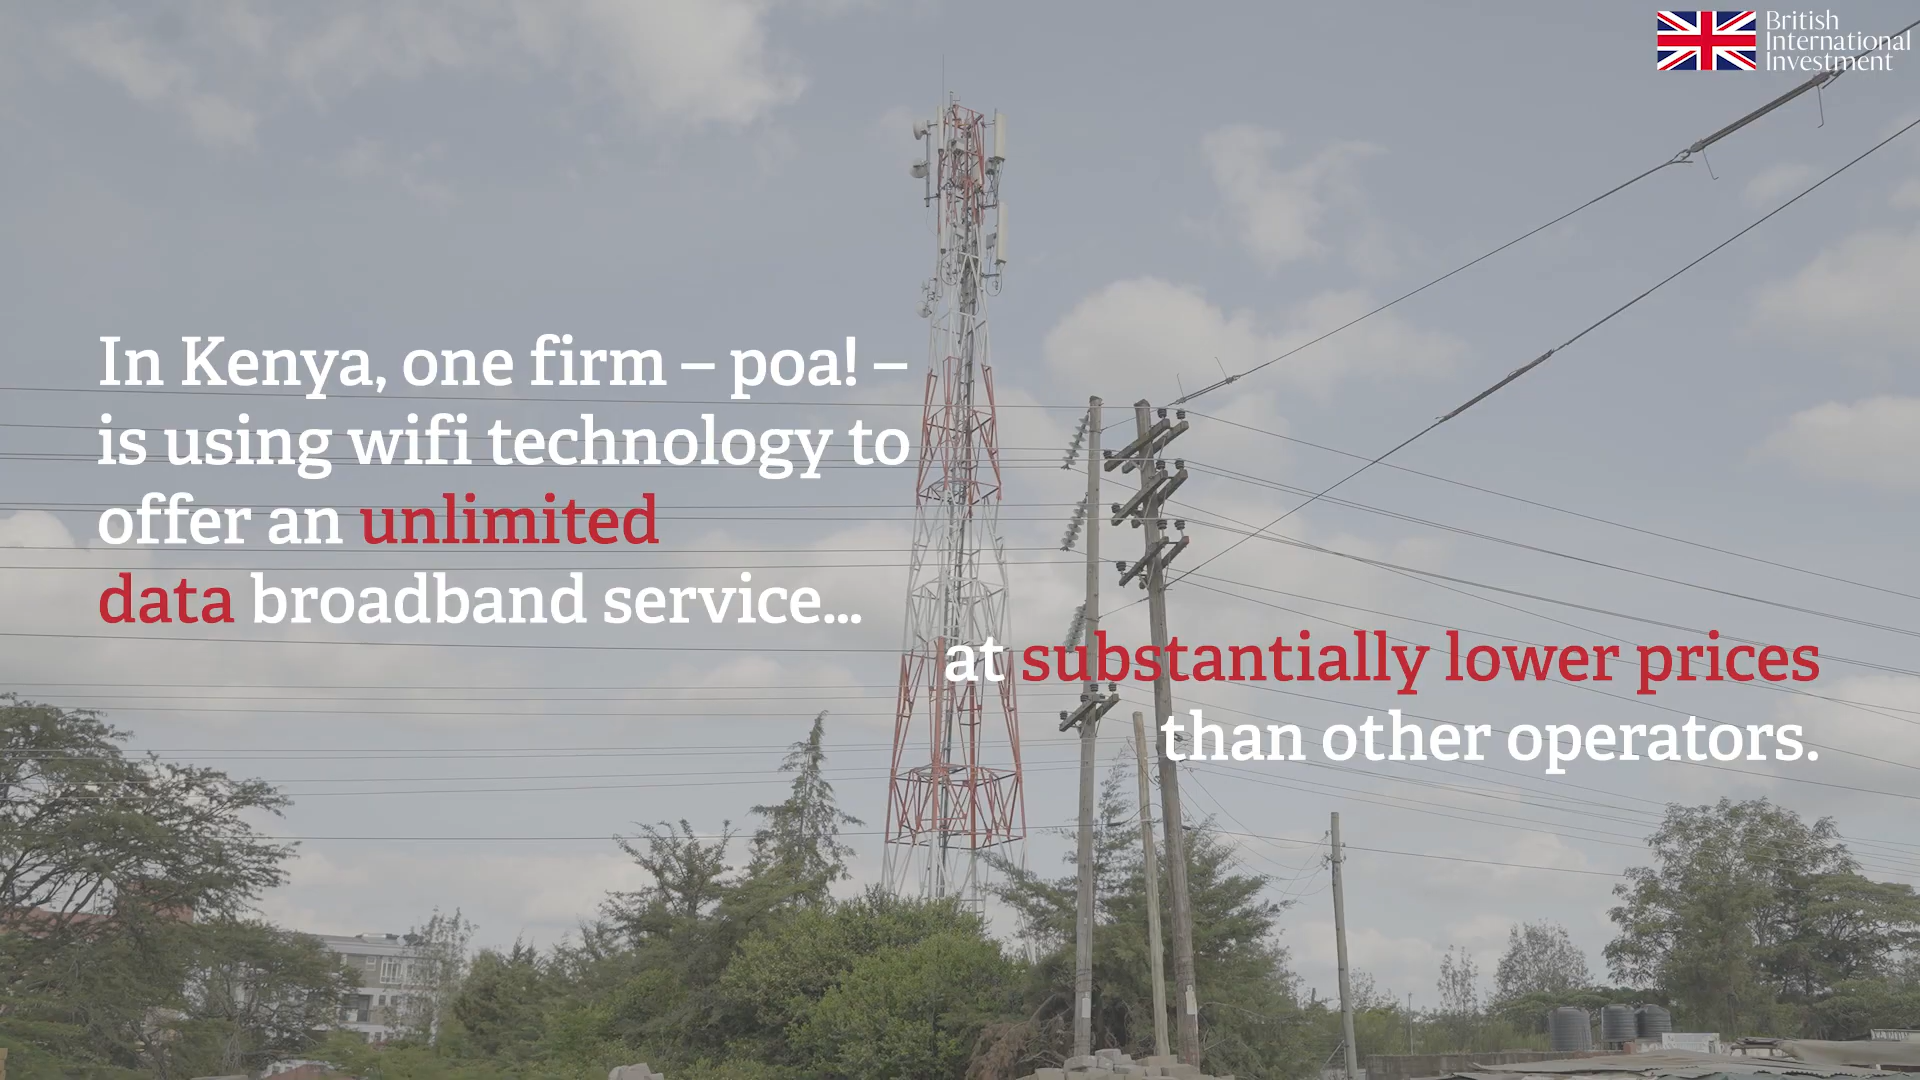 British
International
Investment
In Kenya, one firm – poa! –
is using wifi technology to
offer an unlimited
data broadband service...
at substantially lower prices
than other operators.